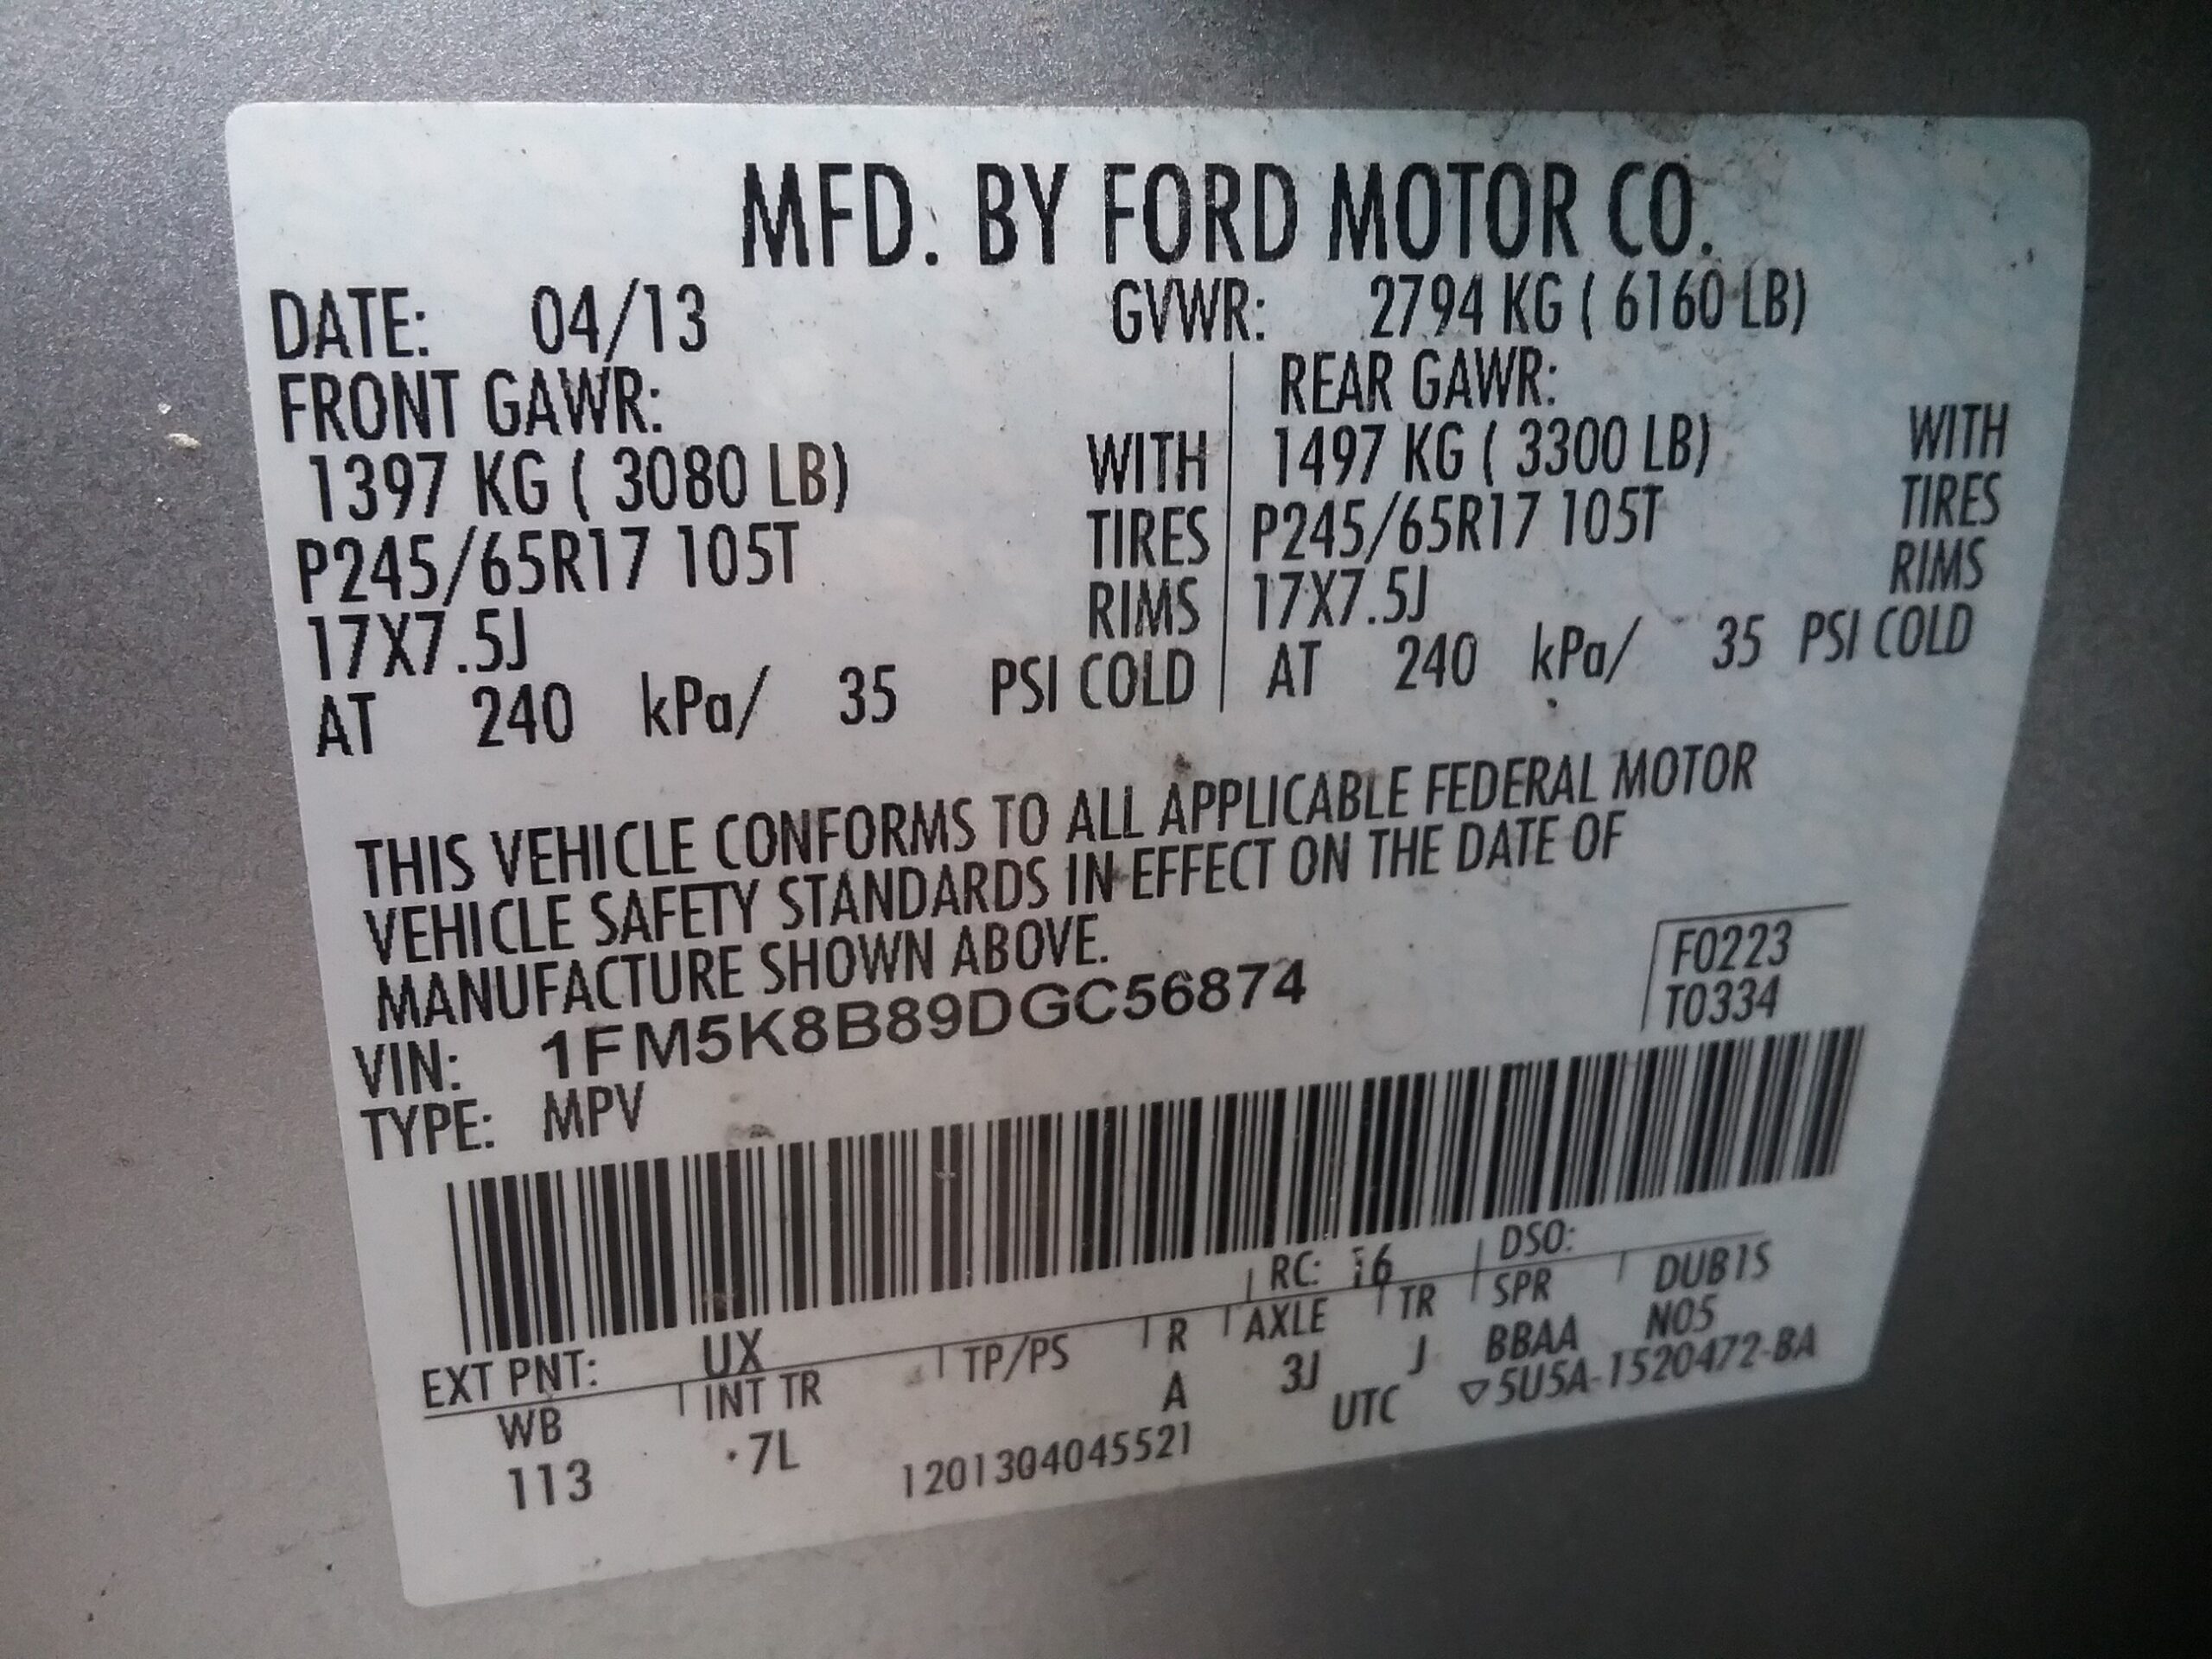 MFD. BY FORD MOTOR CO.
DATE: 04/13 GVWR: 2794 KG ( 6160 LB)
FRONT GAWR: REAR GAWR:
1397 KG ( 3080 LB) WITH 1497 KG ( 3300 LB) WITH
P245/65R17 105T TIRES P245/65R17 105T TIRES
17X7.5J RIMS 17X7.5J RIMS
AT 240 kPa/ 35 PSI COLD AT 240 kPa/ 35 PSI COLD
THIS VEHICLE CONFORMS TO ALL APPLICABLE FEDERAL MOTOR
VEHICLE SAFETY STANDARDS IN EFFECT ON THE DATE OF
MANUFACTURE SHOWN ABOVE.
F0223
VIN: 1FM5K8B89DGC56874 T0334
TYPE: MPV
EXT PNT: UX RC: 16 DSO:
WB INT TR TP/PS R AXLE TR SPR DUB1S
113 7L A 3J J BBAA N05
1201304045521 UTC ▽5U5A-1520472-BA